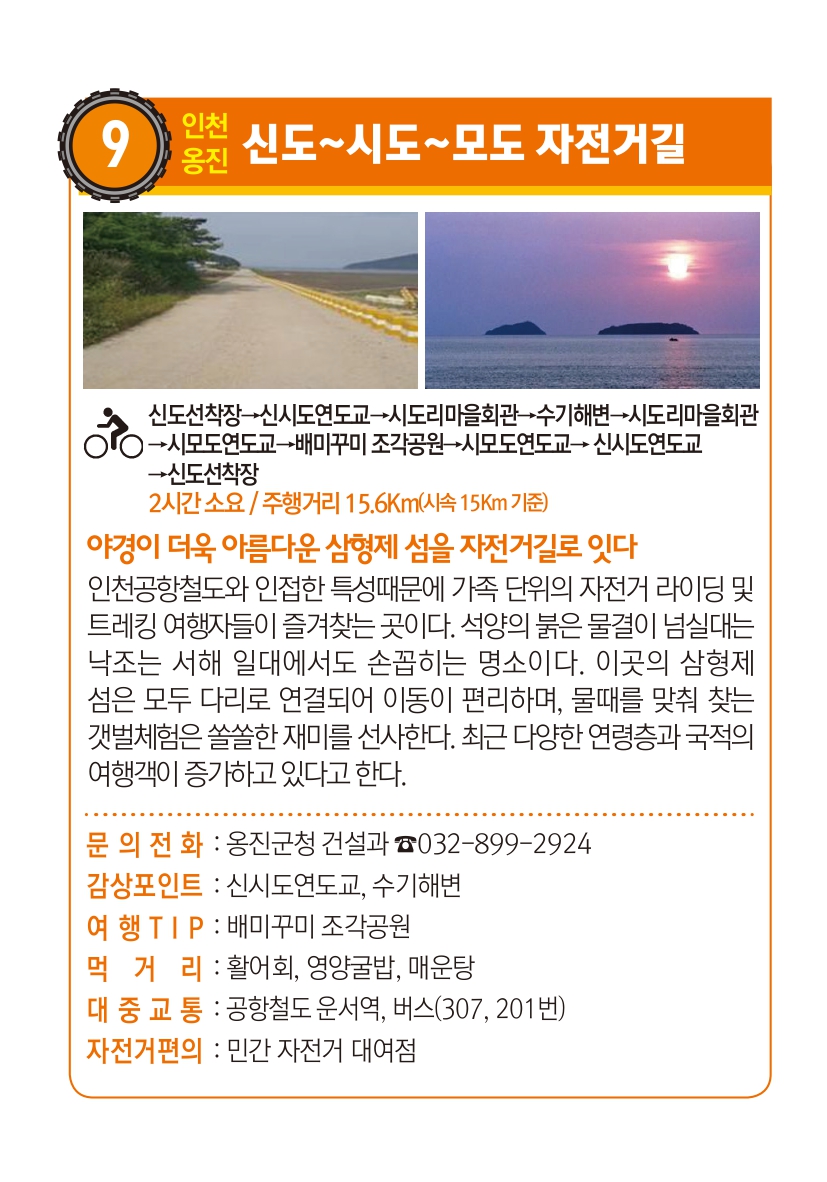 9
인천
옹진
신도~시도~모도 자전거길
신도선착장→신시도연도교→시도리마을회관→수기해변→시도리마을회관
→시모도연도교→배미꾸미 조각공원→시모도연도교→ 신시도연도교
→신도선착장
2시간 소요 / 주행거리 15.6Km(시속 15Km 기준)
야경이 더욱 아름다운 삼형제 섬을 자전거길로 잇다
인천공항철도와 인접한 특성때문에 가족 단위의 자전거 라이딩 및
트레킹 여행자들이 즐겨찾는 곳이다. 석양의 붉은 물결이 넘실대는
낙조는 서해 일대에서도 손꼽히는 명소이다. 이곳의 삼형제
섬은 모두 다리로 연결되어 이동이 편리하며, 물때를 맞춰 찾는
갯벌체험은 쏠쏠한 재미를 선사한다. 최근 다양한 연령층과 국적의
여행객이 증가하고 있다고 한다.
문 의 전 화 : 옹진군청 건설과 ☎032-899-2924
감상포인트 : 신시도연도교, 수기해변
여 행 T I P : 배미꾸미 조각공원
먹 거 리 : 활어회, 영양굴밥, 매운탕
대 중 교 통 : 공항철도 운서역, 버스(307, 201번)
자전거편의 : 민간 자전거 대여점